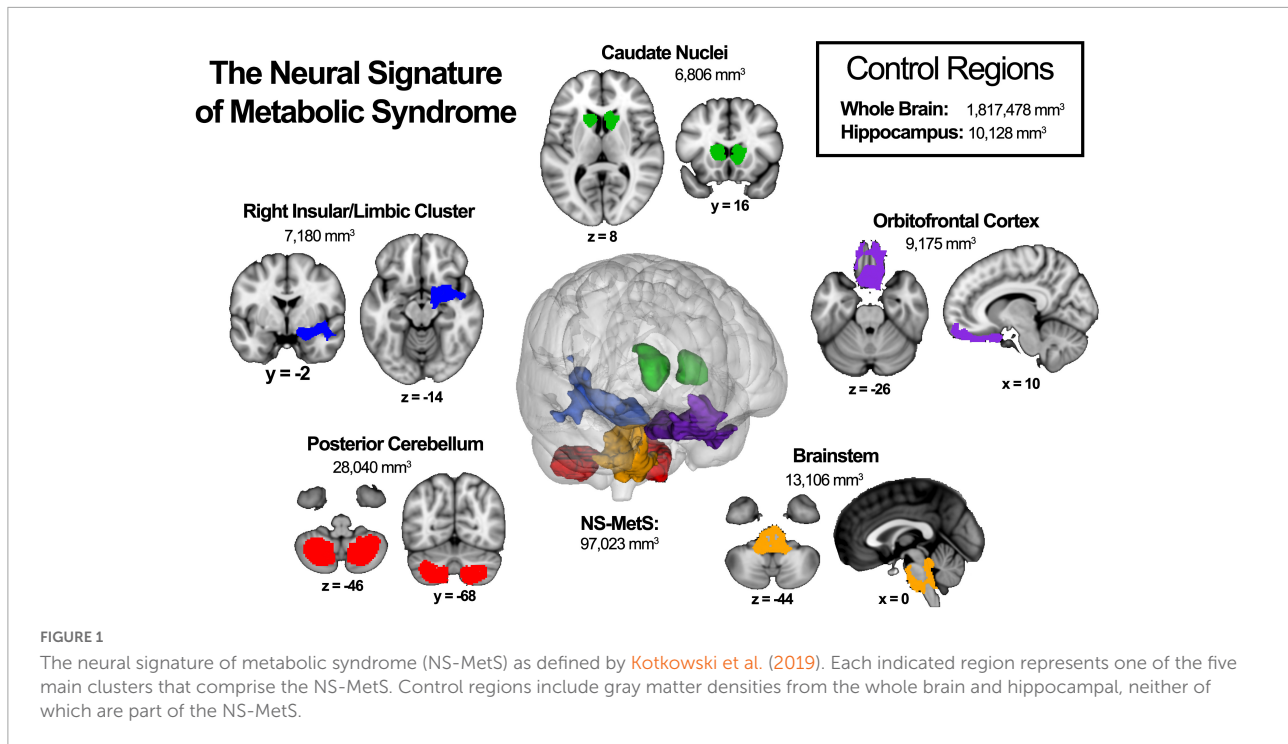 The Neural Signature
of Metabolic Syndrome
Caudate Nuclei
6,806 mm³
z = 8
y = 16
Control Regions
Whole Brain: 1,817,478 mm³
Hippocampus: 10,128 mm³
Right Insular/Limbic Cluster
7,180 mm³
y = -2
z = -14
Orbitofrontal Cortex
9,175 mm³
z = -26
x = 10
Posterior Cerebellum
28,040 mm³
z = -46
y = -68
NS-MetS:
97,023 mm³
Brainstem
13,106 mm³
z = -44
x = 0
FIGURE 1
The neural signature of metabolic syndrome (NS-MetS) as defined by Kotkowski et al. (2019). Each indicated region represents one of the five
main clusters that comprise the NS-MetS. Control regions include gray matter densities from the whole brain and hippocampal, neither of
which are part of the NS-MetS.